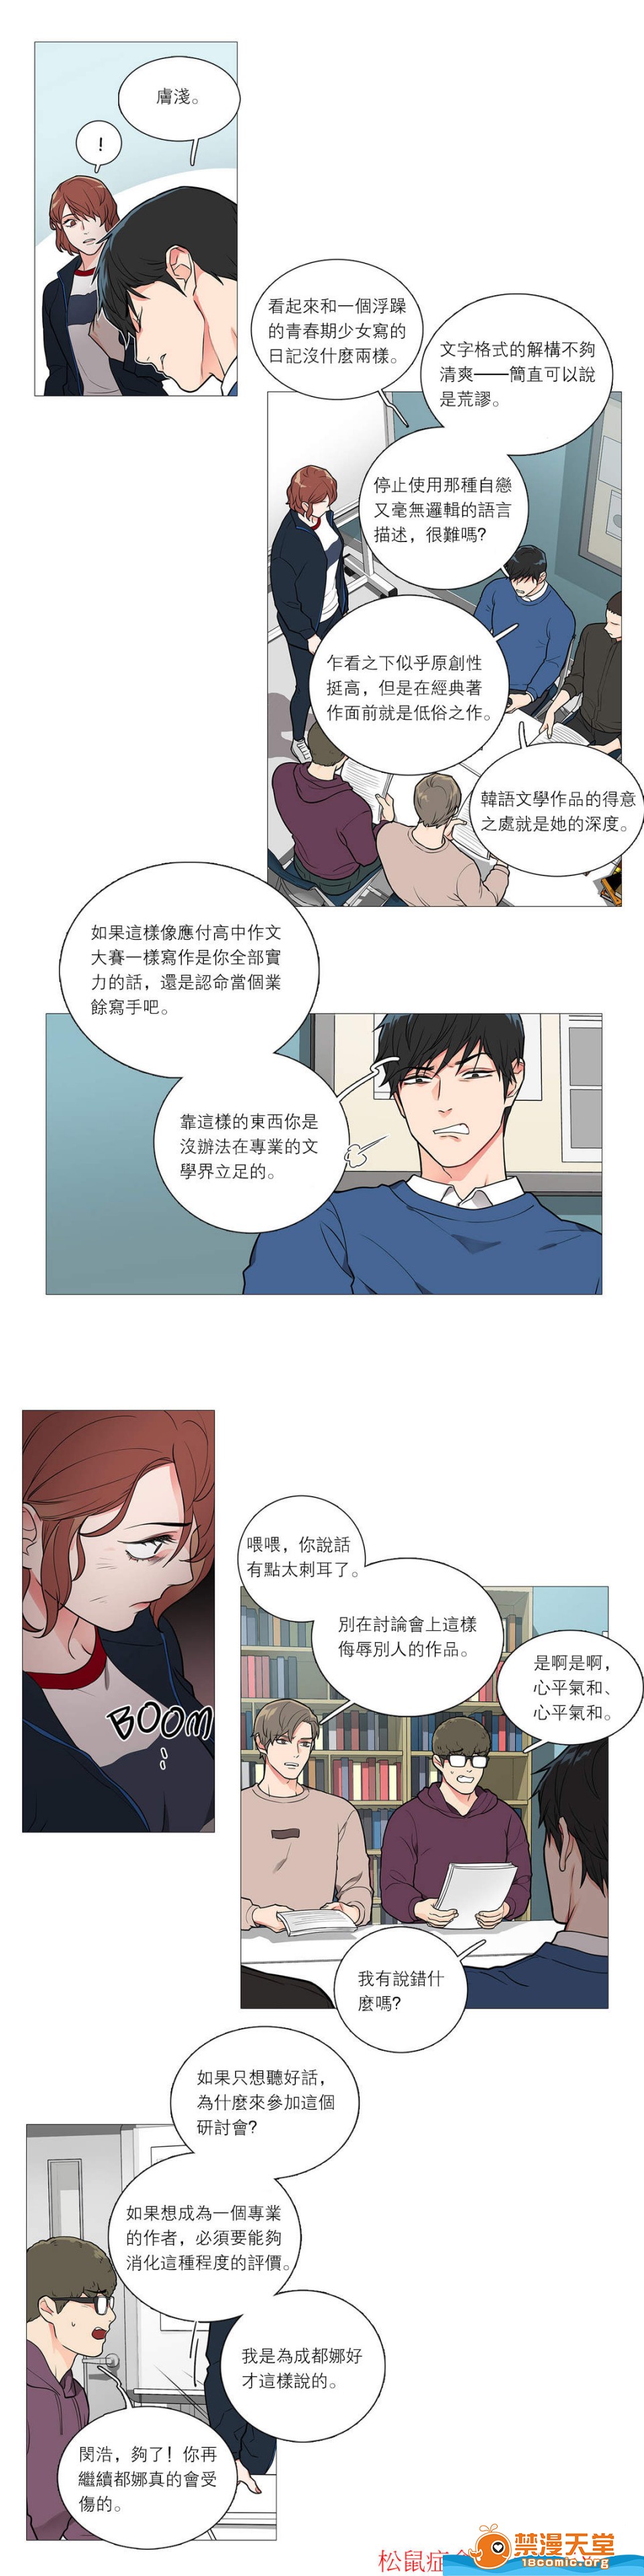 膚淺。
！
看起來和一個浮躁
的青春期少女寫的
日記沒什麼兩樣。
文字格式的解構不夠
清爽——簡直可以說
是荒謬。
停止使用那種自戀
又毫無邏輯的語言
描述，很難嗎？
乍看之下似乎原創性
挺高，但是在經典著
作面前就是低俗之作。
韓語文學作品的得意
之處就是她的深度。
如果這樣像應付高中作文
大賽一樣寫作是你全部實
力的話，還是認命當個業
餘寫手吧。
靠這樣的東西你是
沒辦法在專業的文
學界立足的。
BOOM
喂喂，你說話
有點太刺耳了。
別在討論會上這樣
侮辱別人的作品。
是啊是啊，
心平氣和、
心平氣和。
我有說錯什
麼嗎？
如果只想聽好話，
為什麼來參加這個
研討會？
如果想成為一個專業
的作者，必須要能夠
消化這種程度的評價。
我是為成都娜好
才這樣說的。
閔浩，夠了！你再
繼續都娜真的會受
傷的。
松鼠症
禁漫天堂
18comic.org